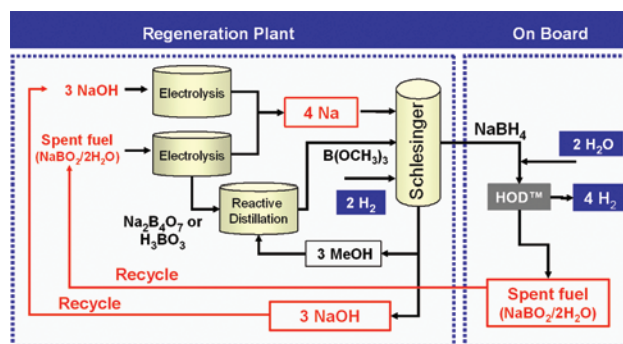 Regeneration Plant
On Board
3 NaOH
Electrolysis
4 Na
Spent fuel
(NaBO₂/2H₂O)
Electrolysis
B(OCH₃)₃
Schlesinger
NaBH₄
2 H₂O
2 H₂
HOD™
4 H₂
Reactive
Distillation
Na₂B₄O₇ or
H₃BO₃
3 MeOH
Recycle
Recycle
3 NaOH
Spent fuel
(NaBO₂/2H₂O)